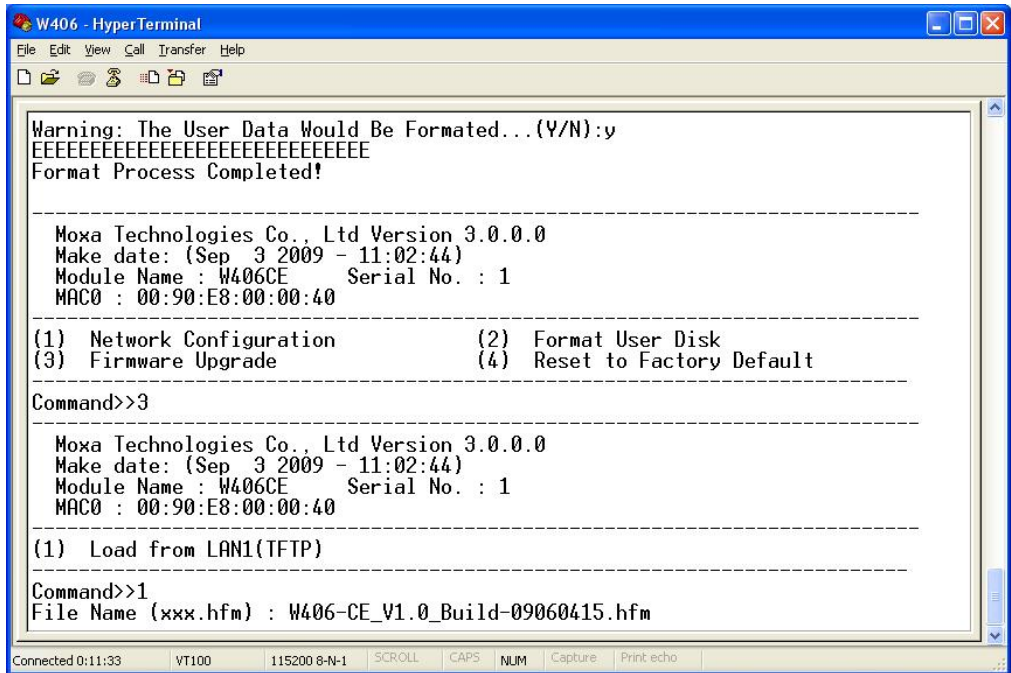 W406 - HyperTerminal
File Edit View Call Transfer Help
Warning: The User Data Would Be Formated...(Y/N):y
EEEEEEEEEEEEEEEEEEEEEEEEEEEEE
Format Process Completed!
-----------------------------------------------------------------------------
Moxa Technologies Co., Ltd Version 3.0.0.0
Make date: (Sep  3 2009 - 11:02:44)
Module Name : W406CE     Serial No. : 1
MAC0 : 00:90:E8:00:00:40
-----------------------------------------------------------------------------
(1)  Network Configuration            (2)  Format User Disk
(3)  Firmware Upgrade                 (4)  Reset to Factory Default
----------------------------------------------------------------------------
Command>>3
-----------------------------------------------------------------------------
Moxa Technologies Co., Ltd Version 3.0.0.0
Make date: (Sep  3 2009 - 11:02:44)
Module Name : W406CE     Serial No. : 1
MAC0 : 00:90:E8:00:00:40
-----------------------------------------------------------------------------
(1)  Load from LAN1(TFTP)
----------------------------------------------------------------------------
Command>>1
File Name (xxx.hfm) : W406-CE_V1.0_Build-09060415.hfm
Connected 0:11:33 VT100 115200 8-N-1 SCROLL CAPS NUM Capture Print echo